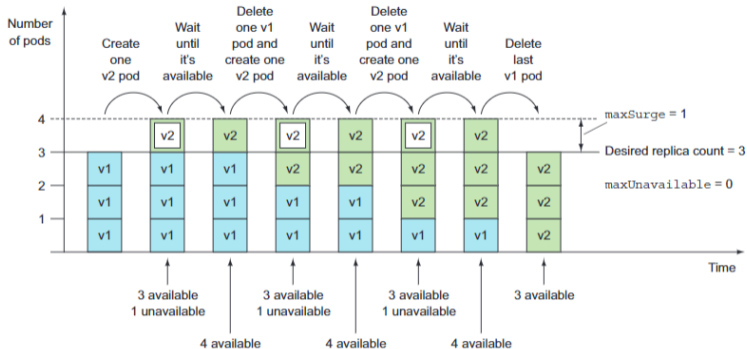 Number
of pods
Create
one
v2 pod
Wait
until
it's
available
Delete
one v1
pod and
create one
v2 pod
Wait
until
it's
available
Delete
one v1
pod and
create one
v2 pod
Wait
until
it's
available
Delete
last
v1 pod
4
3
2
1
v1
v1
v1
v2
v1
v1
v1
v2
v1
v1
v1
v2
v2
v1
v1
v2
v2
v1
v1
v2
v2
v2
v1
v2
v2
v2
v1
v2
v2
v2
maxSurge = 1
Desired replica count = 3
maxUnavailable = 0
Time
3 available
1 unavailable
4 available
3 available
1 unavailable
4 available
3 available
1 unavailable
4 available
3 available